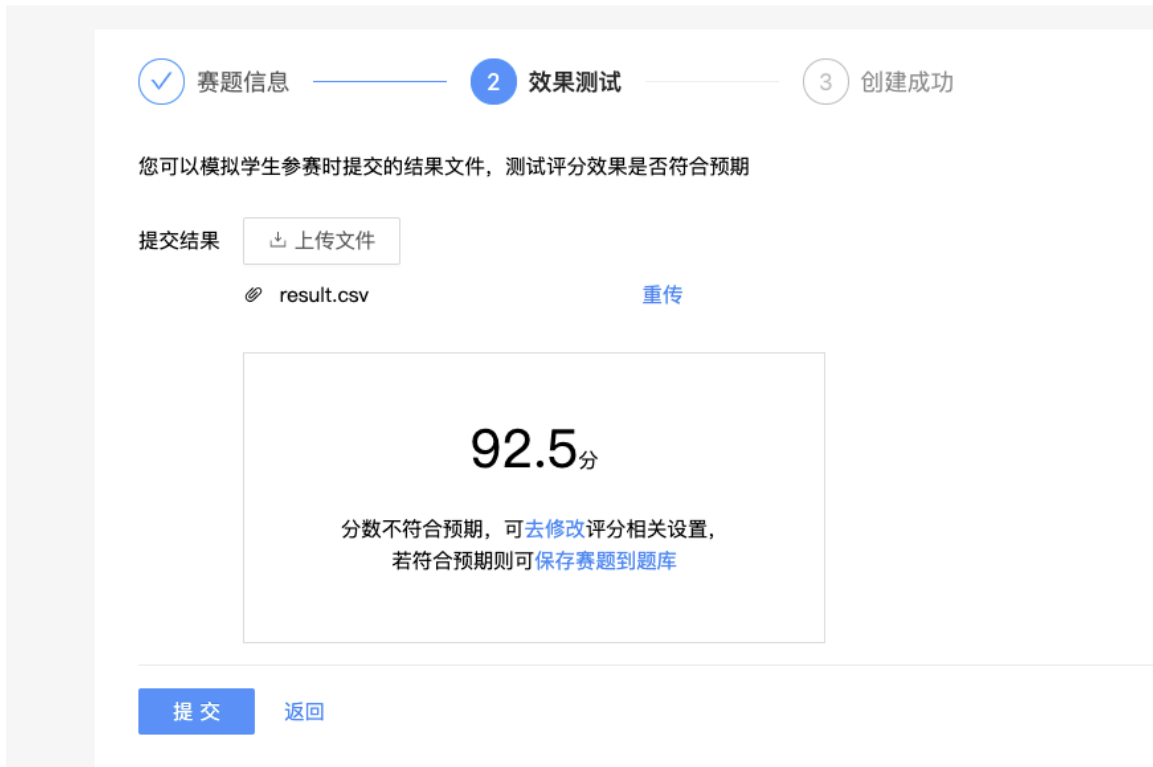 赛题信息 2 效果测试 3 创建成功
您可以模拟学生参赛时提交的结果文件，测试评分效果是否符合预期
提交结果 上传文件
result.csv 重传
92.5分
分数不符合预期，可去修改评分相关设置，
若符合预期则可保存赛题到题库
提交 返回